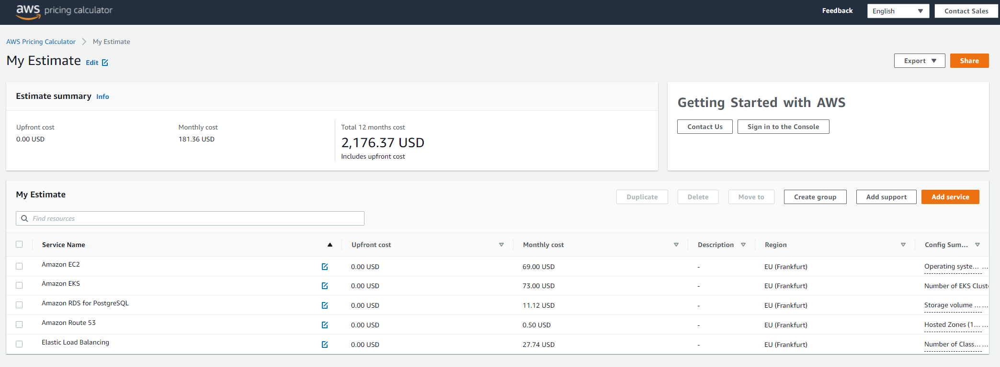 aws pricing calculator
Feedback
English
Contact Sales
AWS Pricing Calculator
My Estimate
My Estimate
Edit
Export
Share
Estimate summary
Info
Upfront cost
0.00 USD
Monthly cost
181.36 USD
Total 12 months cost
2,176.37 USD
Includes upfront cost
Getting Started with AWS
Contact Us
Sign in to the Console
My Estimate
Duplicate
Delete
Move to
Create group
Add support
Add service
Find resources
Service Name Upfront cost Monthly cost Description Region Config Sum...
Amazon EC2 0.00 USD 69.00 USD - EU (Frankfurt) Operating syste... ...
Amazon EKS 0.00 USD 73.00 USD - EU (Frankfurt) Number of EKS Cluste
Amazon RDS for PostgreSQL 0.00 USD 11.12 USD - EU (Frankfurt) Storage volume ... ...
Amazon Route 53 0.00 USD 0.50 USD - EU (Frankfurt) Hosted Zones (1... ...
Elastic Load Balancing 0.00 USD 27.74 USD - EU (Frankfurt) Number of Class... ...